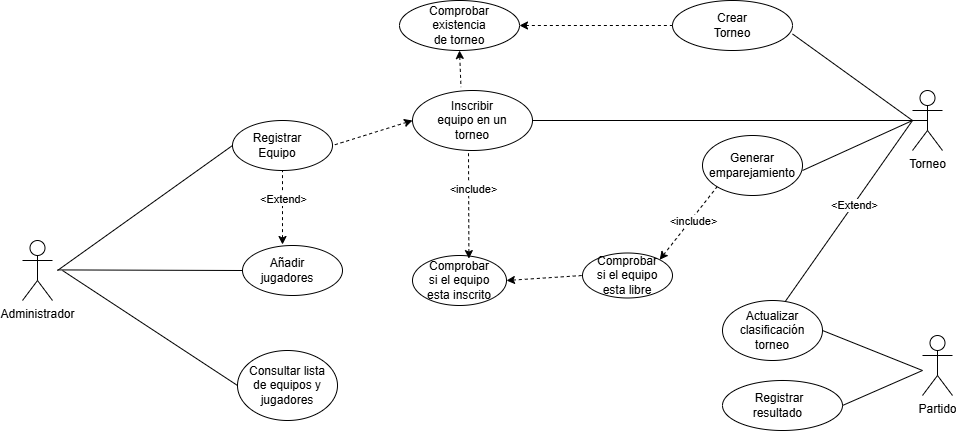 Comprobar
existencia
de torneo
Crear
Torneo
Inscribir
equipo en un
torneo
Registrar
Equipo
Generar
emparejamiento
Torneo
<Extend>
<include>
<include>
<Extend>
Añadir
jugadores
Comprobar
si el equipo
esta inscrito
Comprobar
si el equipo
esta libre
Administrador
Actualizar
clasificación
torneo
Consultar lista
de equipos y
jugadores
Registrar
resultado
Partido